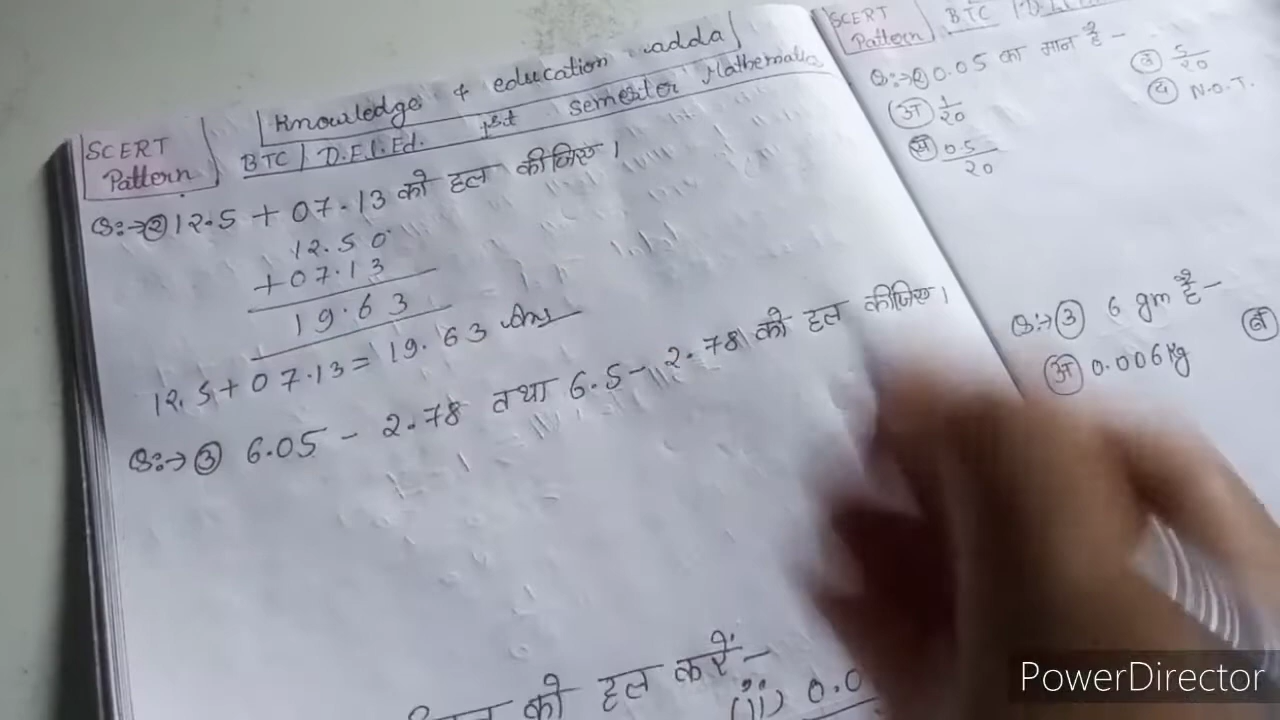 SCERT Pattern
knowledge & education adda
BTC / D.El.Ed. 1st semester Mathematics
Q:→② 12.5 + 07.13 को हल कीजिए।
12.50
+07.13
19.63
12.5 + 07.13 = 19.63 Ans
Q:→③ 6.05 - 2.78 तथा 6.5 - 2.78 को हल कीजिए।
को हल करें:-
(ii) 0.0
SCERT Pattern
BTC
Q:→② 0.05 का मान है -
(अ) 1/20
(ब) 5/20
(स) 0.5/20
(द) N.O.T.
Q:→③ 6 gm है -
(अ) 0.006kg
(ब)
PowerDirector